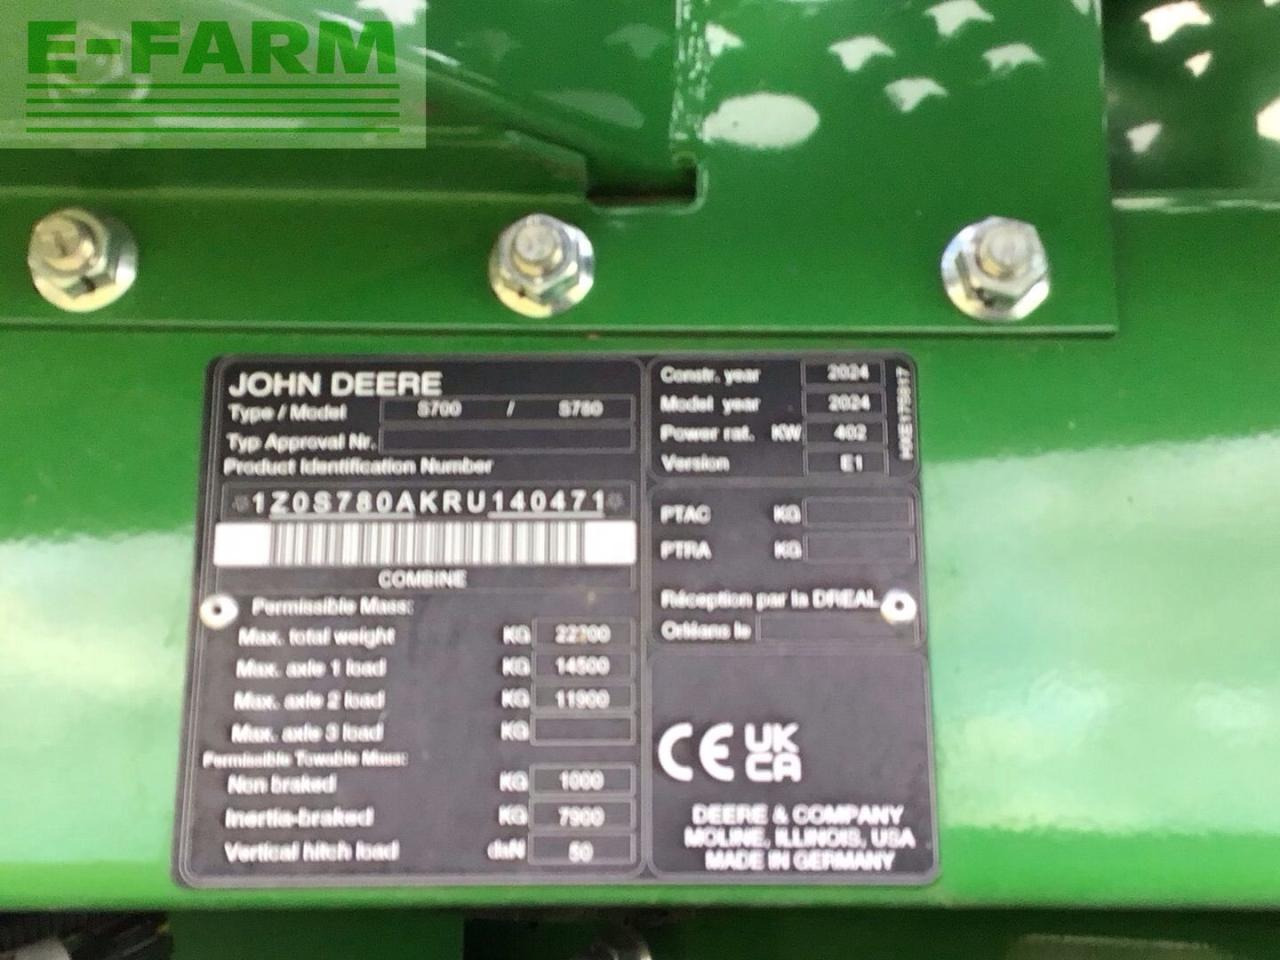 E-FARM
JOHN DEERE
Type / Model S700 / S780
Typ Approval Nr.
Product Identification Number
*1Z0S780AKRU140471*
COMBINE
Permissible Mass:
Max. total weight KG
Max. axle 1 load KG 14500
Max. axle 2 load KG 11900
Max. axle 3 load KG
Permissible Towable Mass:
Non braked KG 1000
Inertia-braked KG 7900
Vertical hitch load daN 50
Constr. year 2024
Model year 2024
Power rat. KW 402
Version E1
PTAC KG
PTRA KG
Réception par la DREAL
Orléans le
CE UK
CA
DEERE & COMPANY
MOLINE, ILLINOIS, USA
MADE IN GERMANY